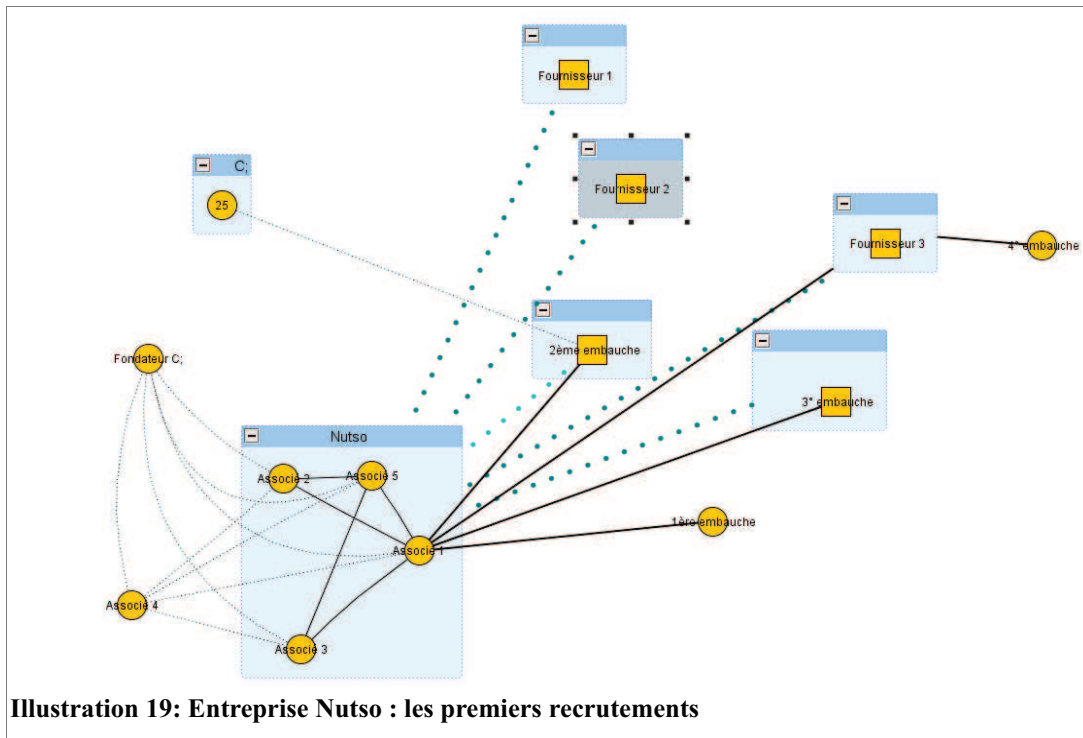 Fournisseur 1
Fournisseur 2
C;
25
Fournisseur 3
4° embauche
2ème embauche
Fondateur C;
3° embauche
Nutso
Associé 2
Associé 5
1ère embauche
Associé 1
Associé 4
Associé 3
Illustration 19: Entreprise Nutso : les premiers recrutements